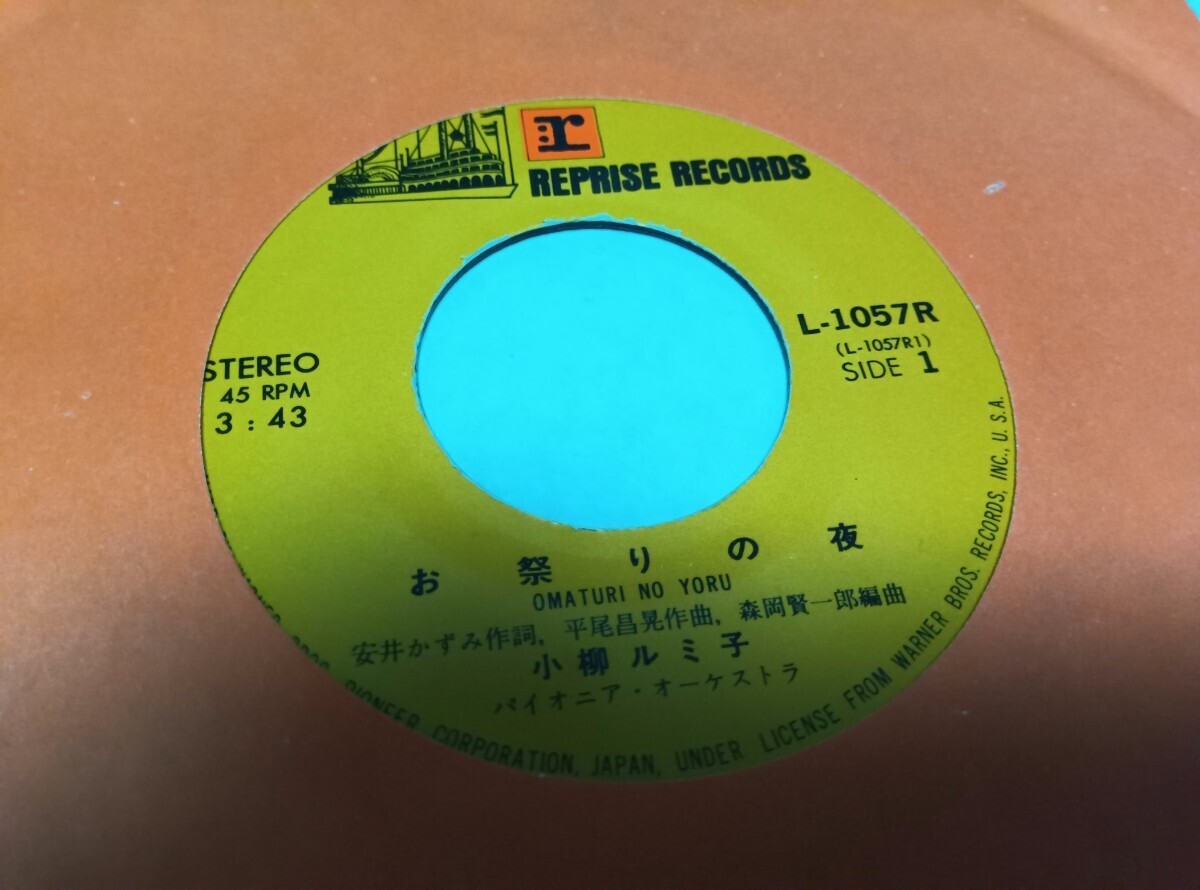 r
REPRISE RECORDS
L-1057R
(L-1057R1)
SIDE 1
STEREO
45 RPM
3:43
お祭りの夜
OMATURI NO YORU
安井かずみ作詞, 平尾昌晃作曲, 森岡賢一郎編曲
小柳ルミ子
パイオニア・オーケストラ
PIONEER CORPORATION, JAPAN, UNDER LICENSE FROM WARNER BROS. RECORDS, INC., U.S.A.